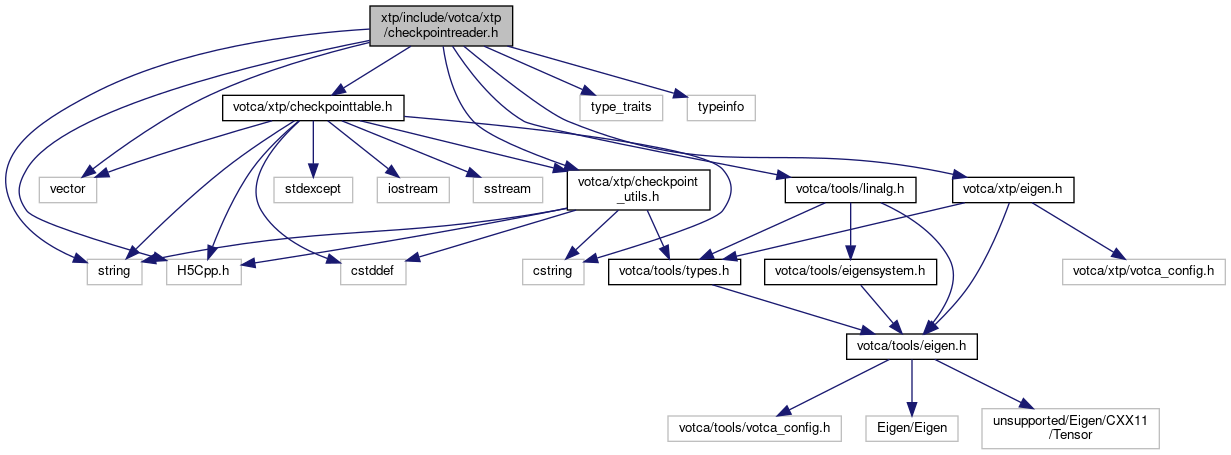 xtp/include/votca/xtp
/checkpointreader.h
votca/xtp/checkpointtable.h
type_traits
typeinfo
vector
stdexcept
iostream
sstream
votca/xtp/checkpoint
_utils.h
votca/tools/linalg.h
votca/xtp/eigen.h
string
H5Cpp.h
cstddef
cstring
votca/tools/types.h
votca/tools/eigensystem.h
votca/xtp/votca_config.h
votca/tools/eigen.h
votca/tools/votca_config.h
Eigen/Eigen
unsupported/Eigen/CXX11
/Tensor